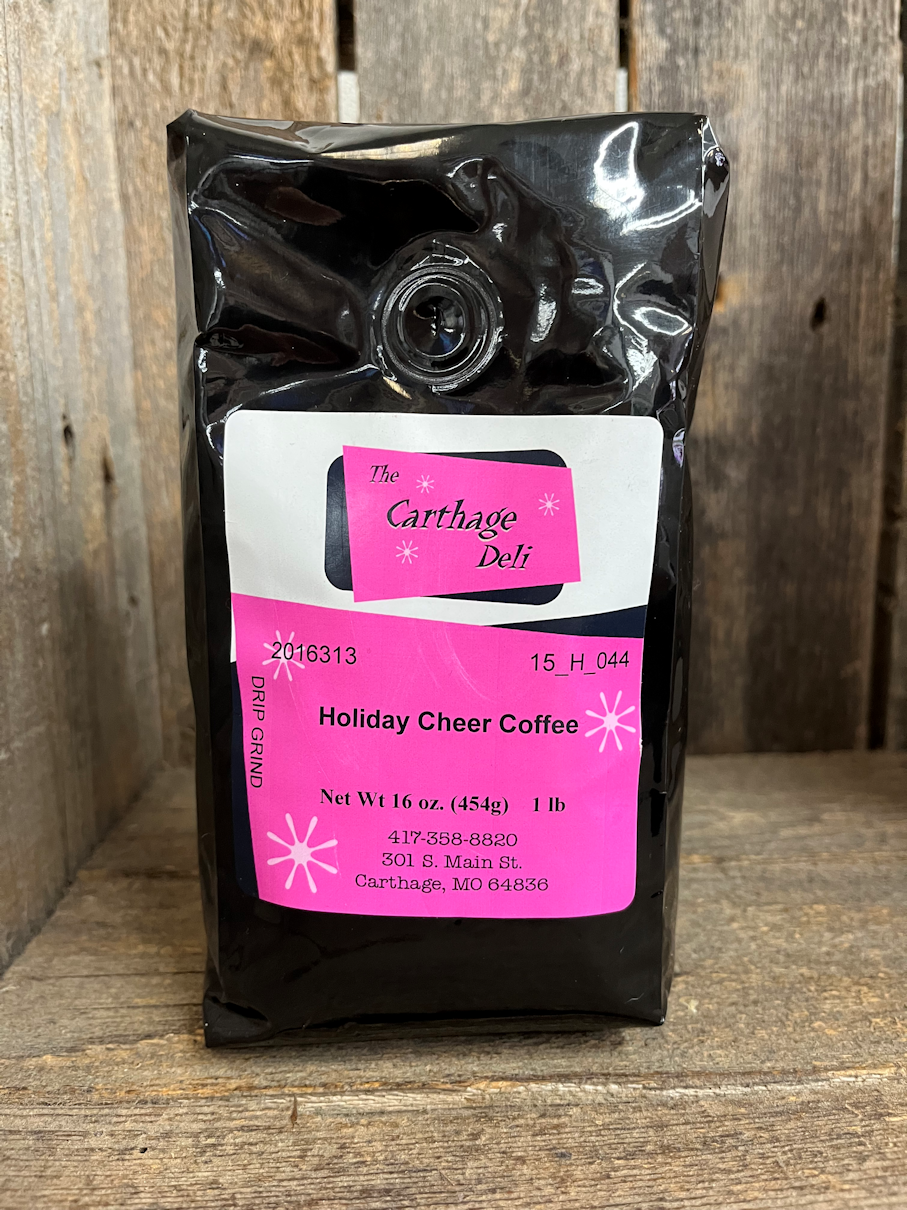 The
Carthage
Deli
2016313
15_H_044
DRIP GRIND
Holiday Cheer Coffee
Net Wt 16 oz. (454g) 1 lb
417-358-8820
301 S. Main St.
Carthage, MO 64836